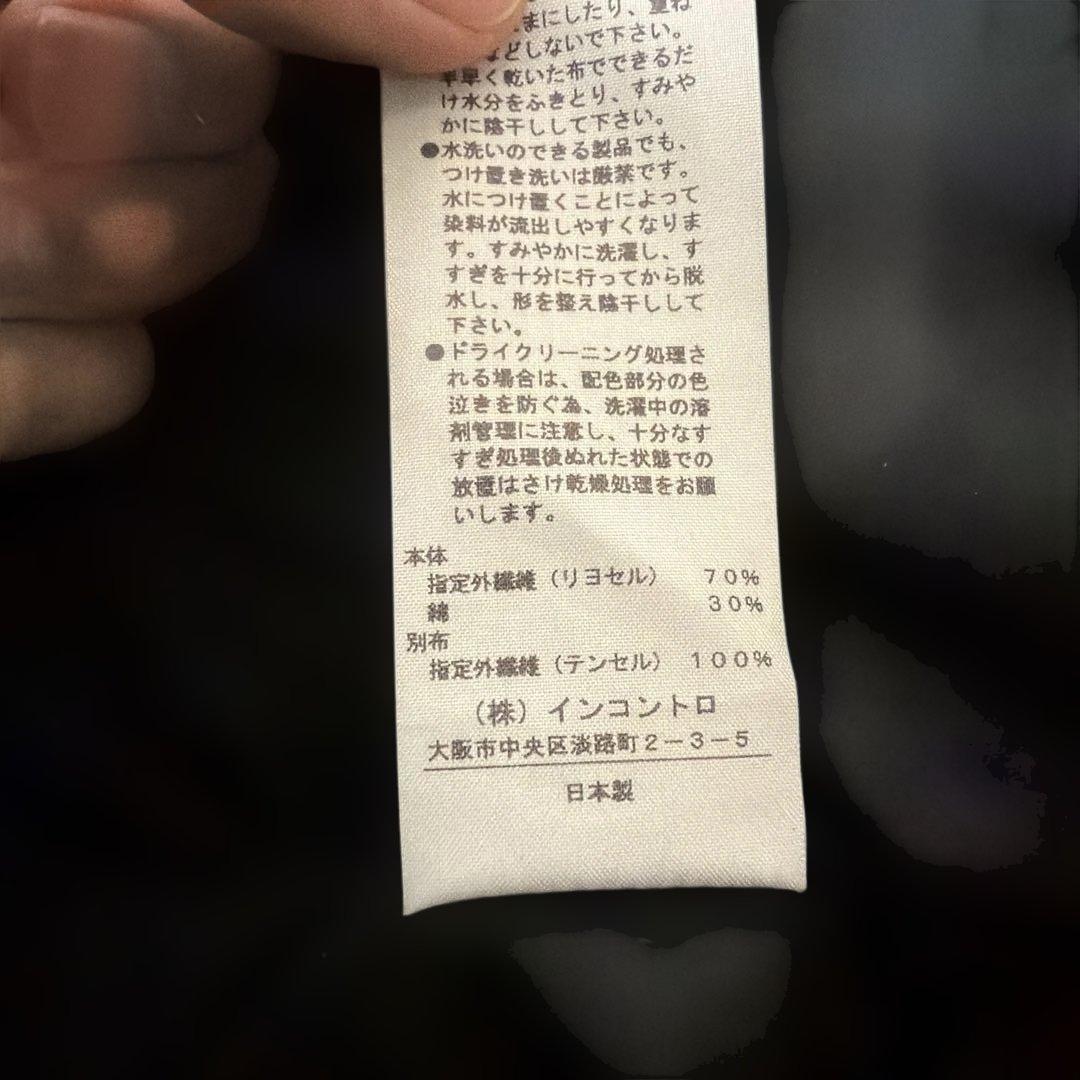 まにしたり、重ね
などしないで下さい。
早く乾いた布でできるだ
け水分をふきとり、すみや
かに陰干しして下さい。
●水洗いのできる製品でも、
つけ置き洗いは厳禁です。
水につけ置くことによって
染料が流出しやすくなりま
す。すみやかに洗濯し、す
すぎを十分に行ってから脱
水し、形を整え陰干しして
下さい。
●ドライクリーニング処理さ
れる場合は、配色部分の色
泣きを防ぐ為、洗濯中の溶
剤管理に注意し、十分なす
すぎ処理後ぬれた状態での
放置はさけ乾燥処理をお願
いします。
本体
指定外繊維（リヨセル） 70%
綿 30%
別布
指定外繊維（テンセル） 100%
（株）インコントロ
大阪市中央区淡路町2－3－5
日本製